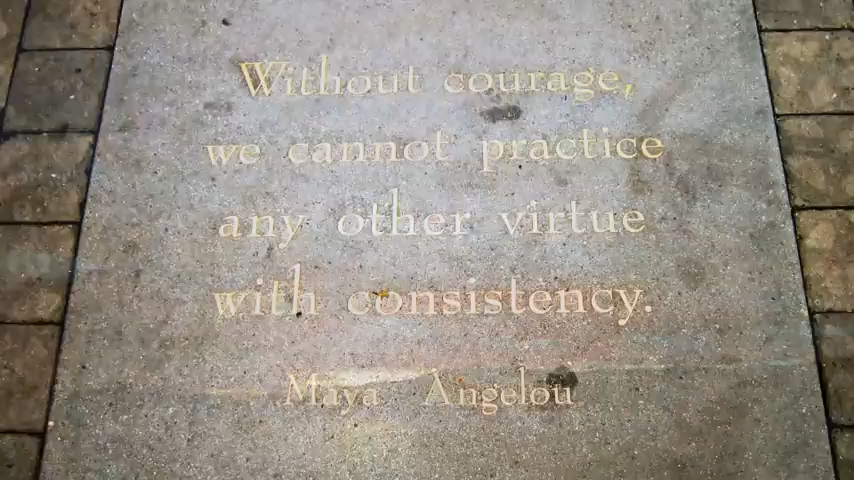 Without courage,
we cannot practice
any other virtue
with consistency.
— Maya Angelou